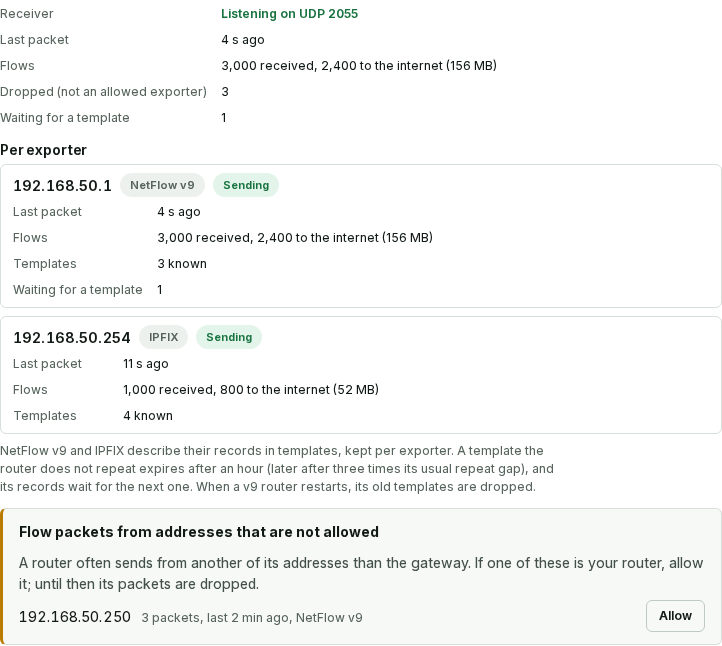 Receiver Listening on UDP 2055
Last packet 4 s ago
Flows 3,000 received, 2,400 to the internet (156 MB)
Dropped (not an allowed exporter) 3
Waiting for a template 1
Per exporter
192.168.50.1 NetFlow v9 Sending
Last packet 4 s ago
Flows 3,000 received, 2,400 to the internet (156 MB)
Templates 3 known
Waiting for a template 1
192.168.50.254 IPFIX Sending
Last packet 11 s ago
Flows 1,000 received, 800 to the internet (52 MB)
Templates 4 known
NetFlow v9 and IPFIX describe their records in templates, kept per exporter. A template the
router does not repeat expires after an hour (later after three times its usual repeat gap), and
its records wait for the next one. When a v9 router restarts, its old templates are dropped.
Flow packets from addresses that are not allowed
A router often sends from another of its addresses than the gateway. If one of these is your router, allow
it; until then its packets are dropped.
192.168.50.250 3 packets, last 2 min ago, NetFlow v9 Allow